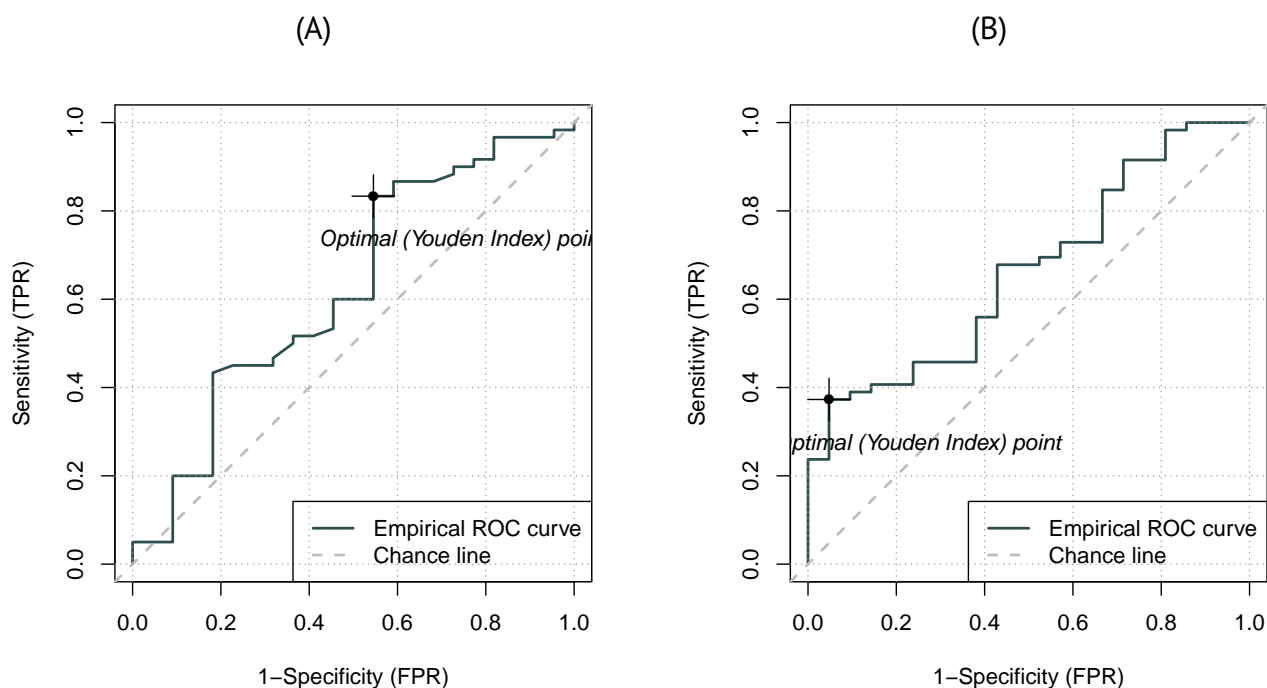 (A)
Sensitivity (TPR)
1.0
0.8
0.6
0.4
0.2
0.0
Optimal (Youden Index) poin
Empirical ROC curve
Chance line
0.0 0.2 0.4 0.6 0.8 1.0
1−Specificity (FPR)
(B)
Sensitivity (TPR)
1.0
0.8
0.6
0.4
0.2
0.0
ptimal (Youden Index) point
Empirical ROC curve
Chance line
0.0 0.2 0.4 0.6 0.8 1.0
1−Specificity (FPR)